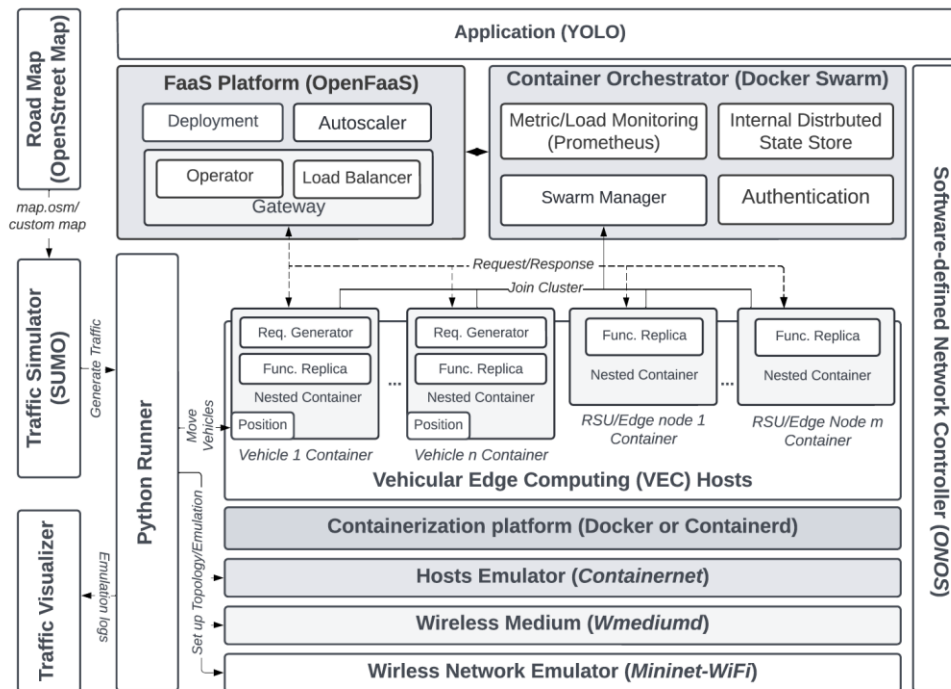 Application (YOLO)
Road Map
(OpenStreet Map)
map.osm/
custom map
Traffic Simulator
(SUMO)
Generate Traffic
Traffic Visualizer
Emulation logs
Python Runner
Move
Vehicles
Set up Topology/Emulation
FaaS Platform (OpenFaaS)
Deployment
Autoscaler
Operator
Load Balancer
Gateway
Container Orchestrator (Docker Swarm)
Metric/Load Monitoring
(Prometheus)
Internal Distrbuted
State Store
Swarm Manager
Authentication
Software-defined Network Controller (ONOS)
Request/Response
Join Cluster
Req. Generator
Func. Replica
Nested Container
Position
Vehicle 1 Container
...
Req. Generator
Func. Replica
Nested Container
Position
Vehicle n Container
Func. Replica
Nested Container
RSU/Edge node 1
Container
...
Func. Replica
Nested Container
RSU/Edge Node m
Container
Vehicular Edge Computing (VEC) Hosts
Containerization platform (Docker or Containerd)
Hosts Emulator (Containernet)
Wireless Medium (Wmediumd)
Wirless Network Emulator (Mininet-WiFi)